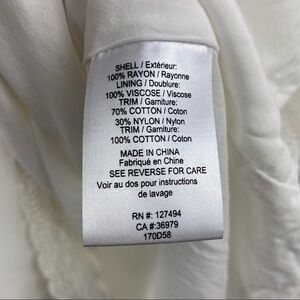 SHELL / Extérieur:
100% RAYON / Rayonne
LINING / Doublure:
100% VISCOSE / Viscose
TRIM / Garniture:
70% COTTON / Coton
30% NYLON / Nylon
TRIM / Garniture:
100% COTTON / Coton
MADE IN CHINA
Fabriqué en Chine
SEE REVERSE FOR CARE
Voir au dos pour instructions
de lavage
RN #: 127494
CA #: 36979
170D58